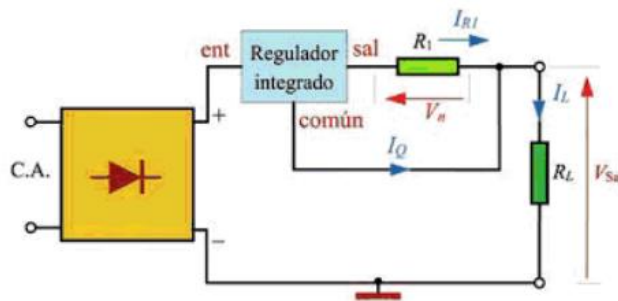 ent
Regulador
integrado
sal
R1
IR1
Vn
común
IQ
+
C.A.
−
IL
RL
VSa